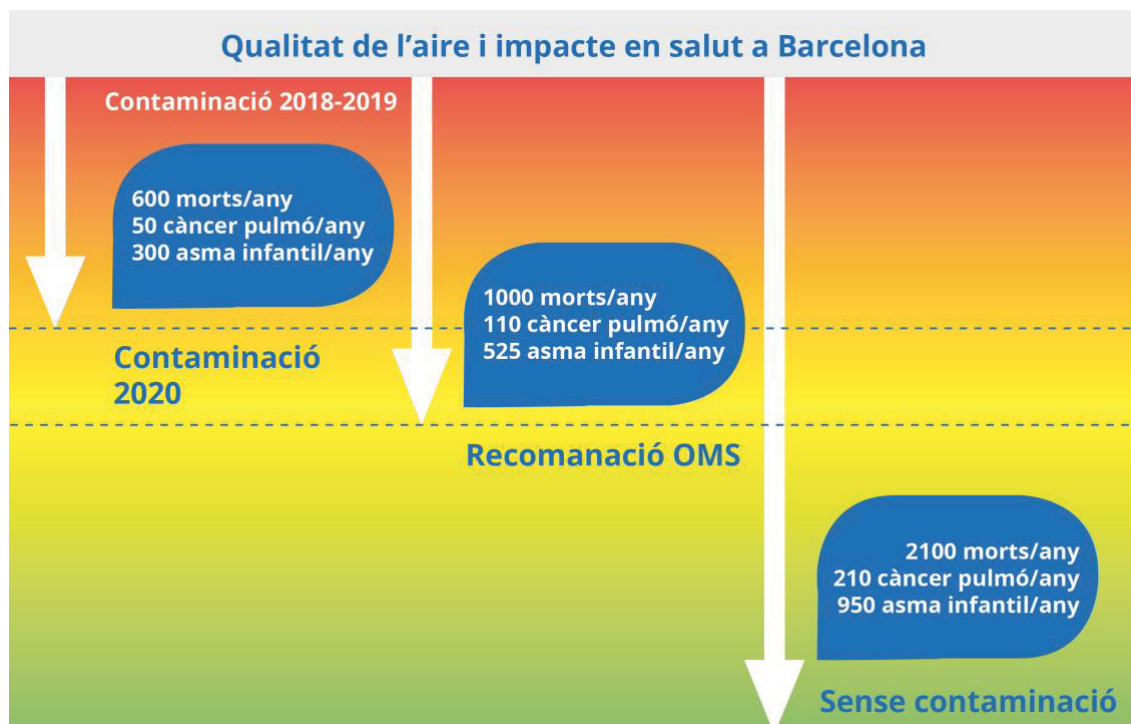 Qualitat de l’aire i impacte en salut a Barcelona
Contaminació 2018-2019
600 morts/any
50 càncer pulmó/any
300 asma infantil/any
Contaminació
2020
1000 morts/any
110 càncer pulmó/any
525 asma infantil/any
Recomanació OMS
2100 morts/any
210 càncer pulmó/any
950 asma infantil/any
Sense contaminació